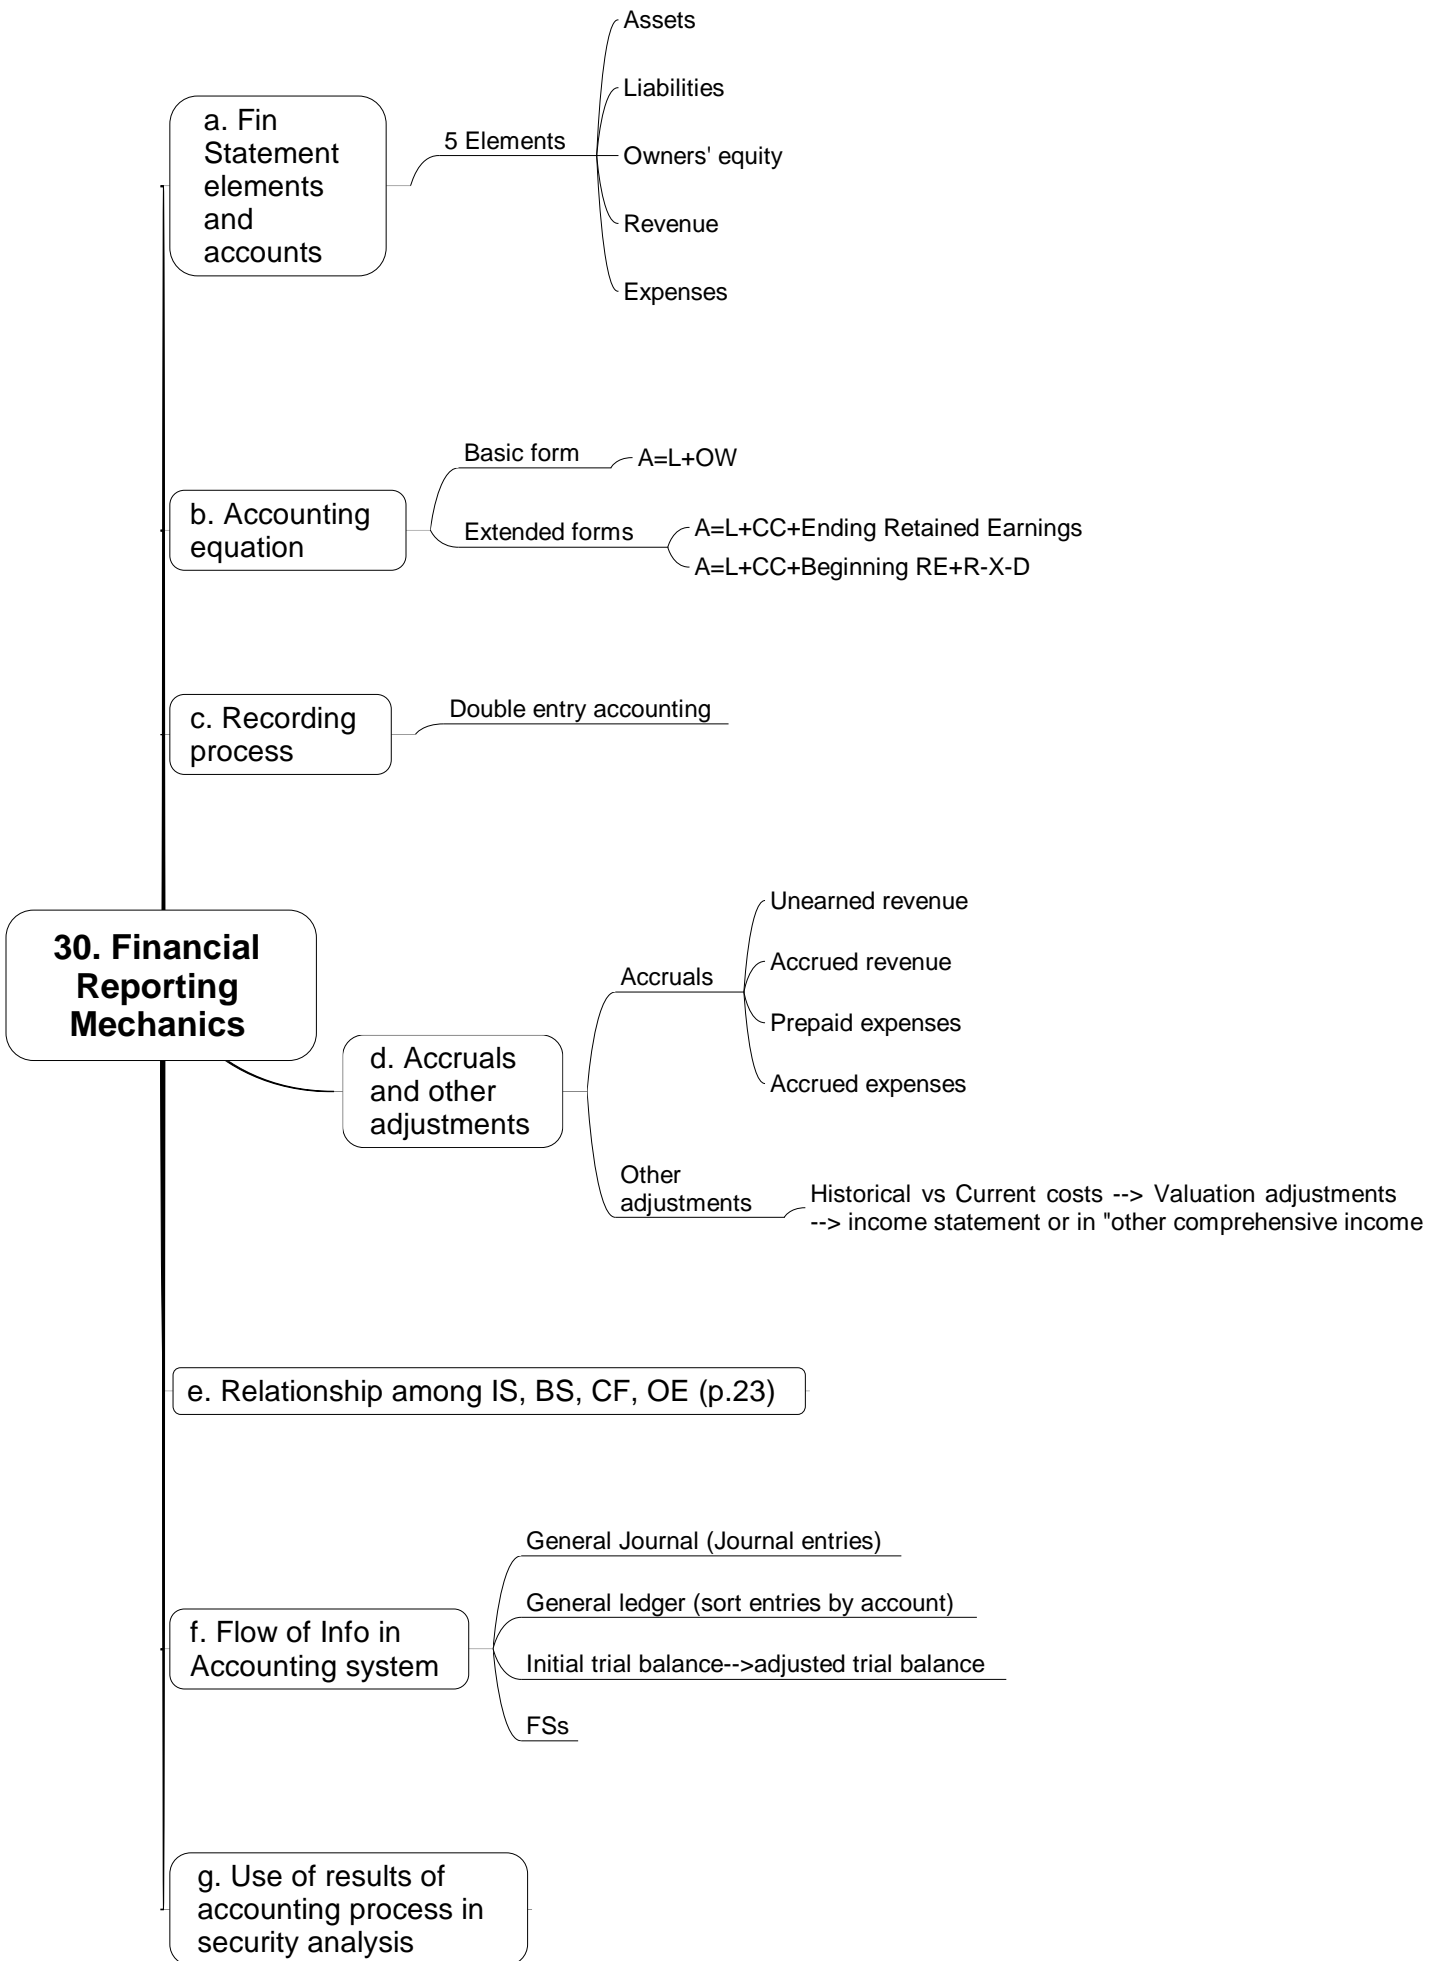 30. Financial
Reporting
Mechanics
a. Fin
Statement
elements
and
accounts
5 Elements
Assets
Liabilities
Owners' equity
Revenue
Expenses
b. Accounting
equation
Basic form
A=L+OW
Extended forms
A=L+CC+Ending Retained Earnings
A=L+CC+Beginning RE+R-X-D
c. Recording
process
Double entry accounting
d. Accruals
and other
adjustments
Accruals
Unearned revenue
Accrued revenue
Prepaid expenses
Accrued expenses
Other
adjustments
Historical vs Current costs --> Valuation adjustments
--> income statement or in "other comprehensive income
e. Relationship among IS, BS, CF, OE (p.23)
f. Flow of Info in
Accounting system
General Journal (Journal entries)
General ledger (sort entries by account)
Initial trial balance-->adjusted trial balance
FSs
g. Use of results of
accounting process in
security analysis